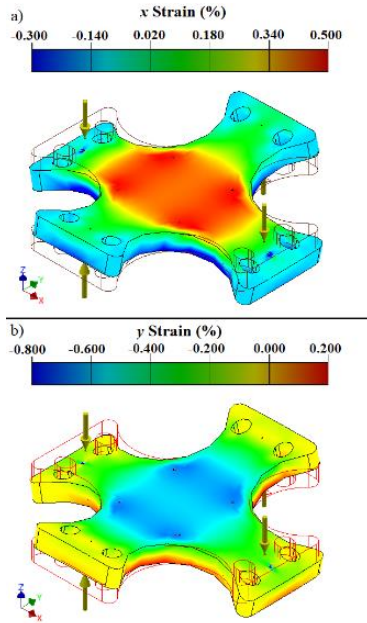 a)
x Strain (%)
-0.300 -0.140 0.020 0.180 0.340 0.500
Z
Y
X
b)
y Strain (%)
-0.800 -0.600 -0.400 -0.200 0.000 0.200
Z
Y
X